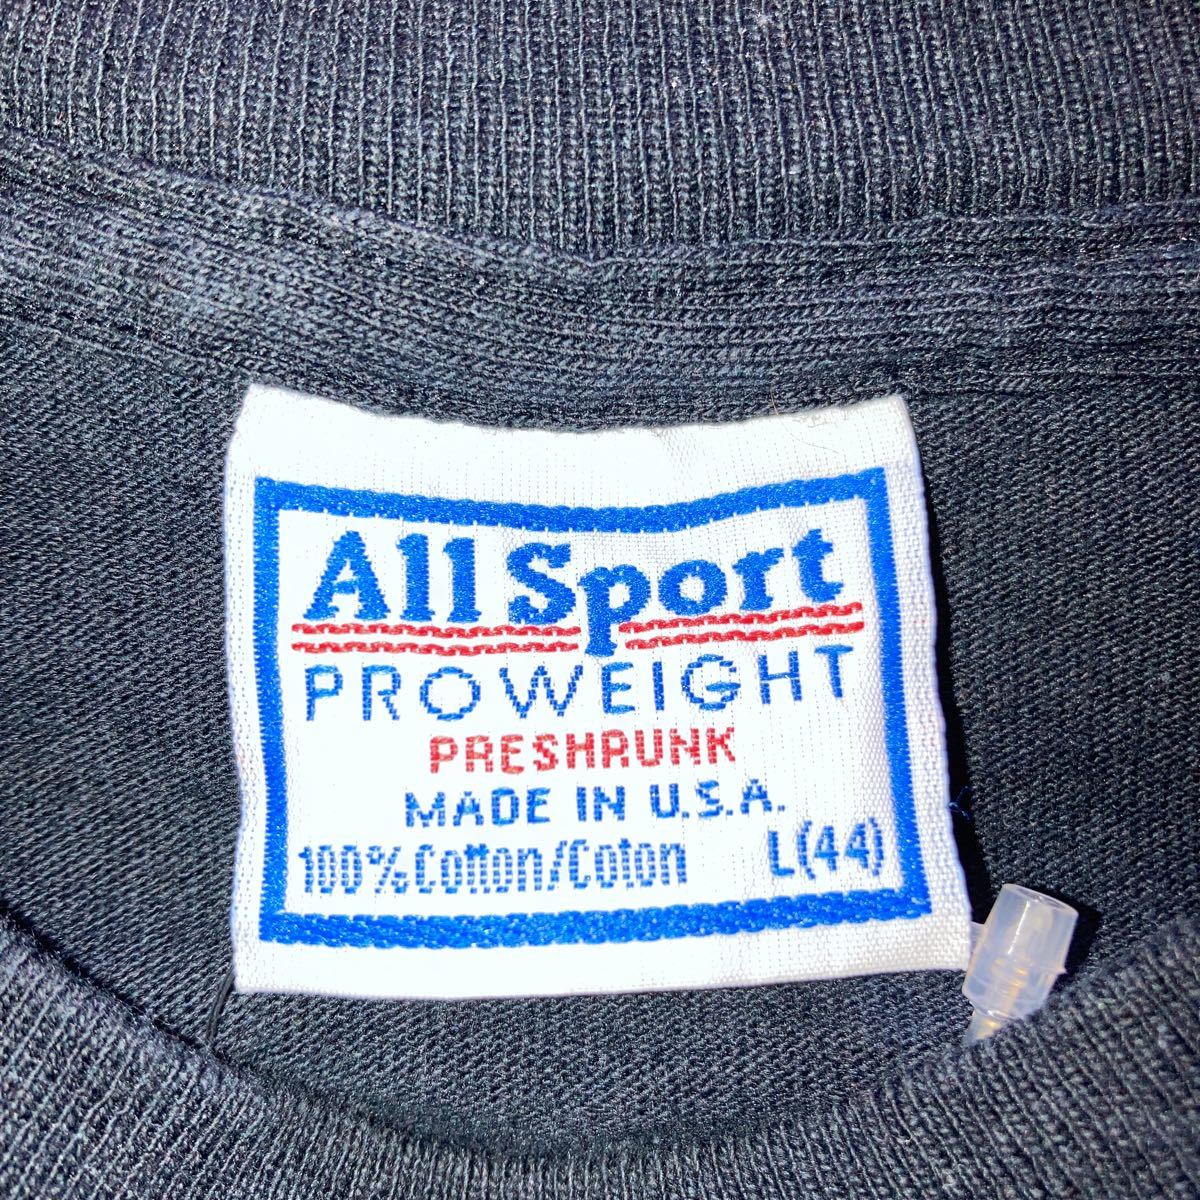 All Sport
PROWEIGHT
PRESHRUNK
MADE IN U.S.A.
100% Cotton/Coton L(44)